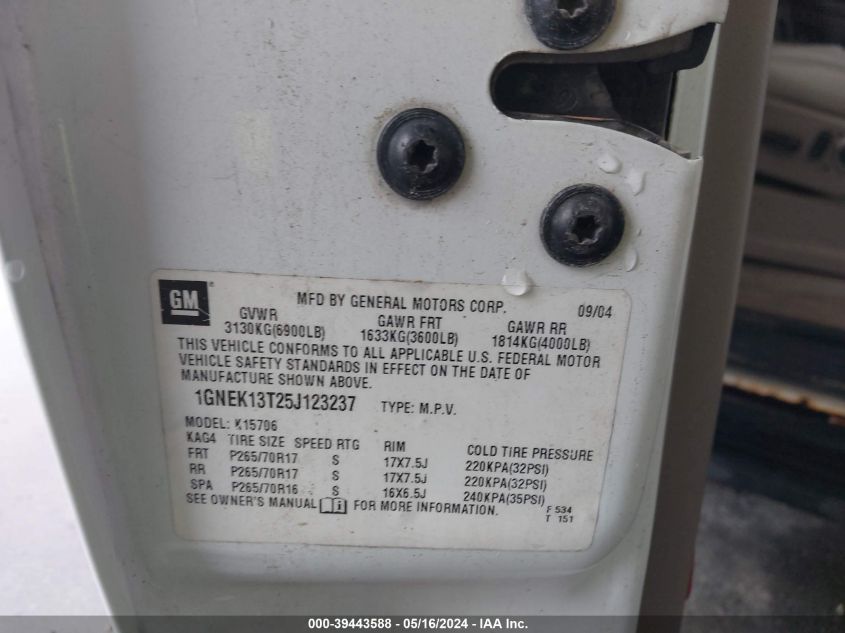 GM
MFD BY GENERAL MOTORS CORP. 09/04
GVWR GAWR FRT GAWR RR
3130KG(6900LB) 1633KG(3600LB) 1814KG(4000LB)
THIS VEHICLE CONFORMS TO ALL APPLICABLE U.S. FEDERAL MOTOR
VEHICLE SAFETY STANDARDS IN EFFECT ON THE DATE OF
MANUFACTURE SHOWN ABOVE.
1GNEK13T25J123237 TYPE: M.P.V.
MODEL: K15706
KAG4 TIRE SIZE SPEED RTG RIM COLD TIRE PRESSURE
FRT P265/70R17 S 17X7.5J 220KPA(32PSI)
RR P265/70R17 S 17X7.5J 220KPA(32PSI)
SPA P265/70R16 S 16X6.5J 240KPA(35PSI)
SEE OWNER'S MANUAL i FOR MORE INFORMATION.
F 534
T 151
000-39443588 - 05/16/2024 - IAA Inc.